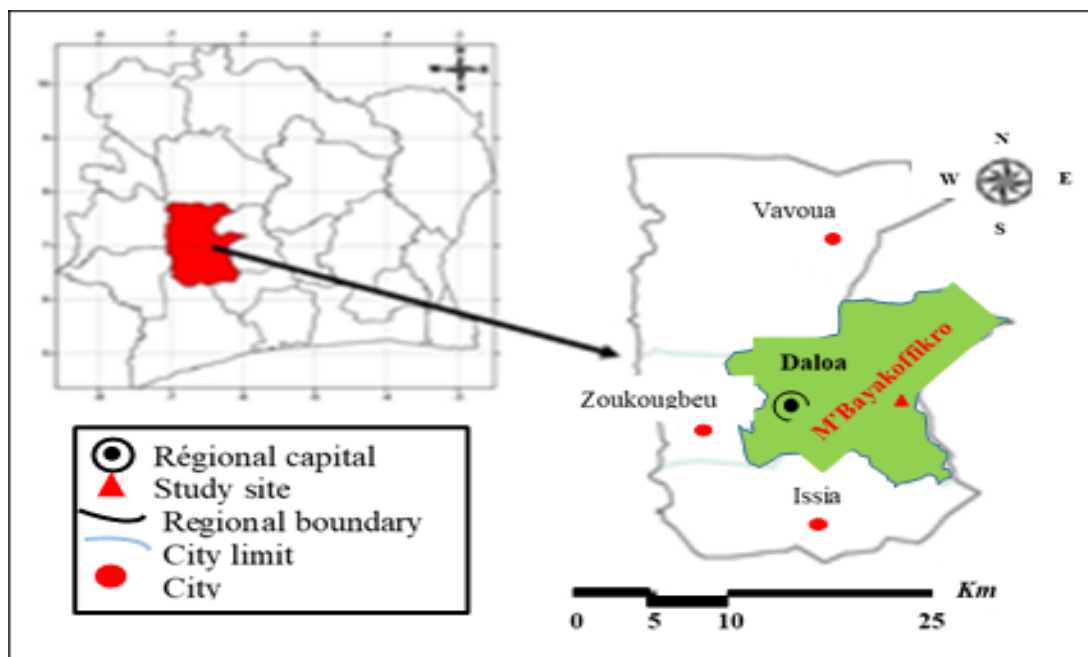 N
W
E
S
Vavoua
Daloa
M'Bayakoffikro
Zoukougbeu
Issia
Régional capital
Study site
Regional boundary
City limit
City
Km
0 5 10 25